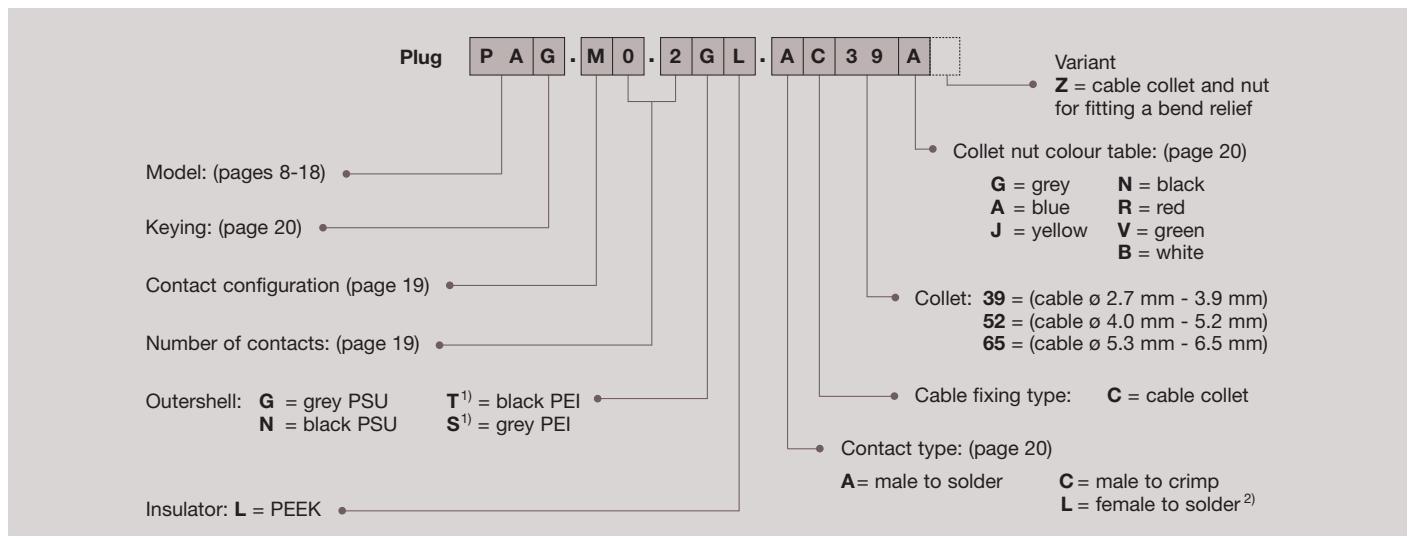 Plug P A G . M 0 . 2 G L . A C 3 9 A
Variant
Z = cable collet and nut
for fitting a bend relief
Collet nut colour table: (page 20)
G = grey N = black
A = blue R = red
J = yellow V = green
B = white
Model: (pages 8-18)
Keying: (page 20)
Contact configuration (page 19)
Collet: 39 = (cable ø 2.7 mm - 3.9 mm)
52 = (cable ø 4.0 mm - 5.2 mm)
65 = (cable ø 5.3 mm - 6.5 mm)
Number of contacts: (page 19)
Outershell: G = grey PSU T1) = black PEI
N = black PSU S1) = grey PEI
Cable fixing type: C = cable collet
Contact type: (page 20)
A= male to solder C = male to crimp
L = female to solder 2)
Insulator: L = PEEK